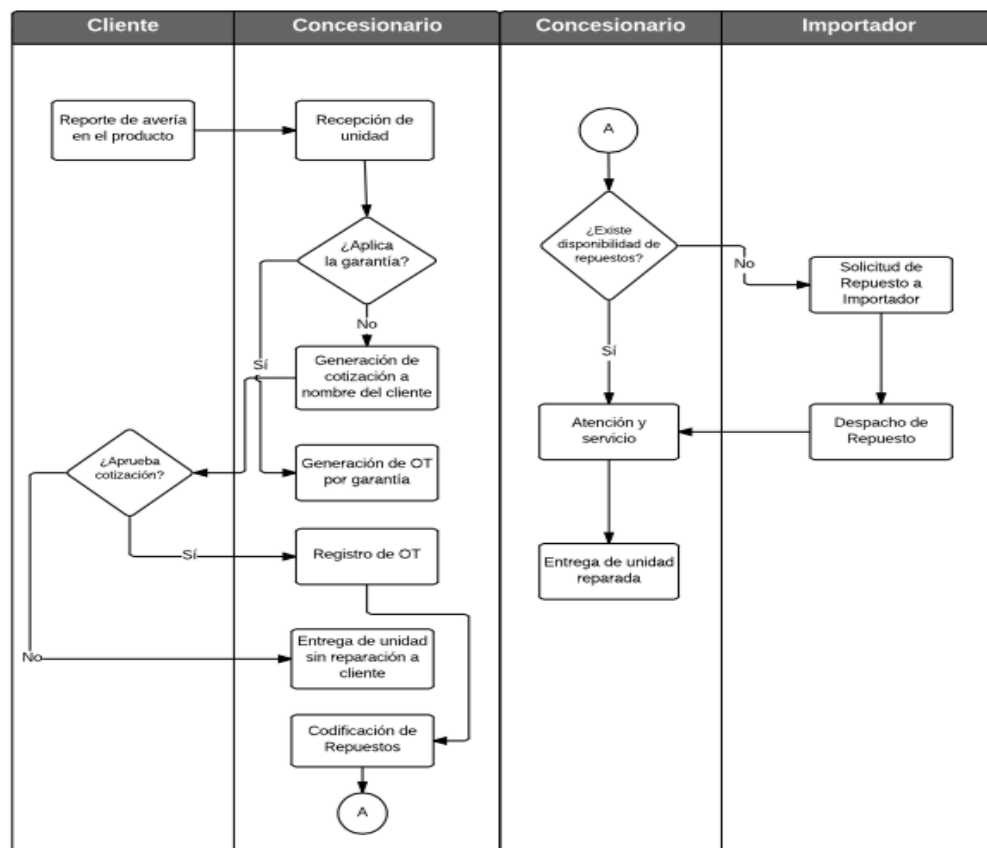 Cliente
Concesionario
Concesionario
Importador
Reporte de avería
en el producto
Recepción de
unidad
¿Aplica
la garantía?
No
Sí
Generación de
cotización a
nombre del cliente
¿Aprueba
cotización?
Generación de OT
por garantía
Sí
Registro de OT
No
Entrega de unidad
sin reparación a
cliente
Codificación de
Repuestos
A
A
¿Existe
disponibilidad de
repuestos?
No
Solicitud de
Repuesto a
Importador
Sí
Atención y
servicio
Despacho de
Repuesto
Entrega de unidad
reparada